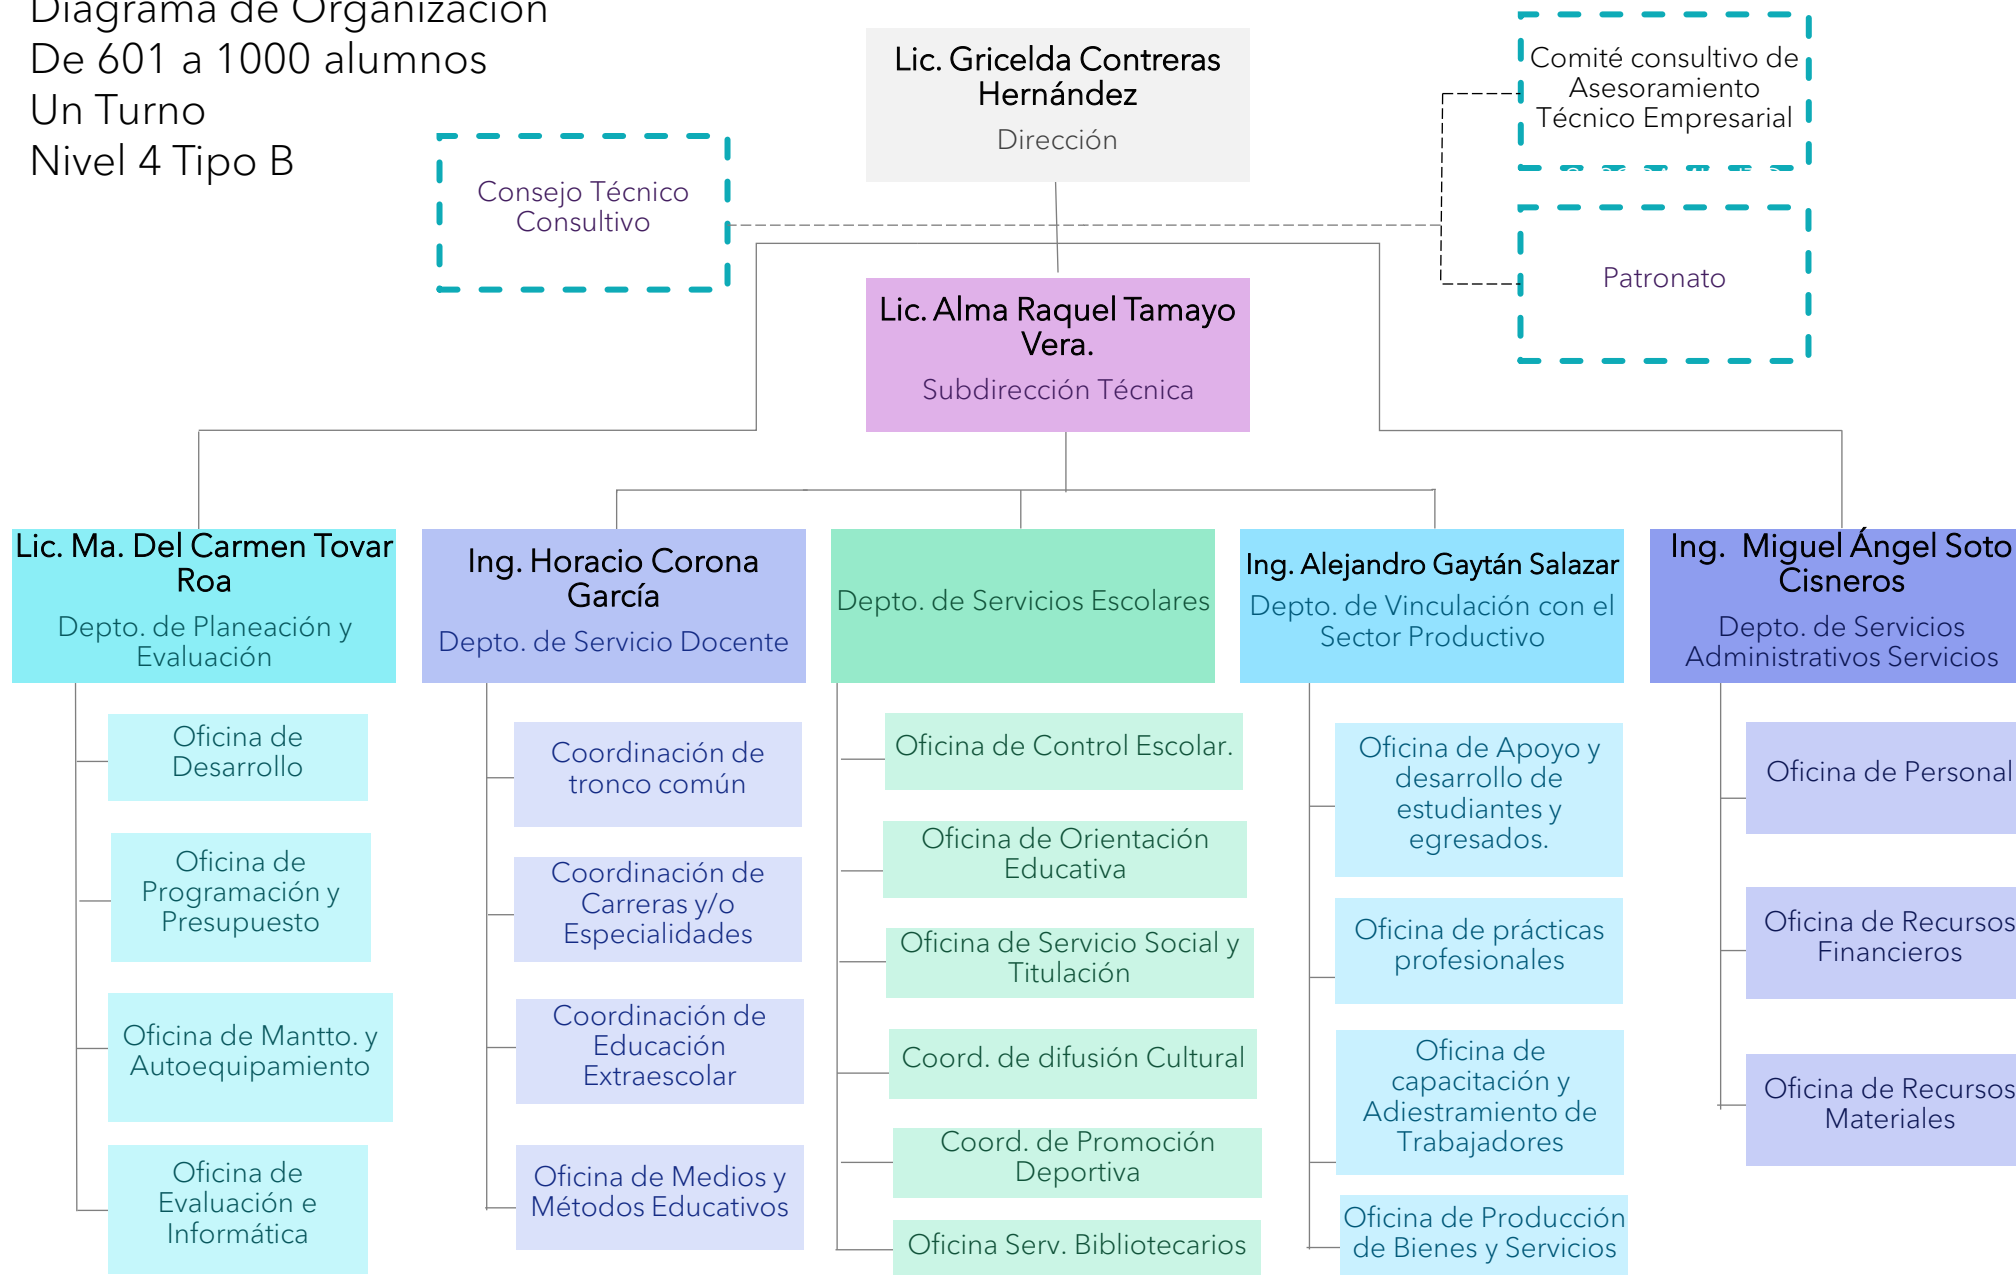 Diagrama de Organización
De 601 a 1000 alumnos
Un Turno
Nivel 4 Tipo B
Lic. Gricelda Contreras
Hernández
Dirección
Comité consultivo de
Asesoramiento
Técnico Empresarial
Consejo Técnico
Consultivo
Patronato
Lic. Alma Raquel Tamayo
Vera.
Subdirección Técnica
Lic. Ma. Del Carmen Tovar
Roa
Depto. de Planeación y
Evaluación
Oficina de
Desarrollo
Oficina de
Programación y
Presupuesto
Oficina de Mantto. y
Autoequipamiento
Oficina de
Evaluación e
Informática
Ing. Horacio Corona
García
Depto. de Servicio Docente
Coordinación de
tronco común
Coordinación de
Carreras y/o
Especialidades
Coordinación de
Educación
Extraescolar
Oficina de Medios y
Métodos Educativos
Depto. de Servicios Escolares
Oficina de Control Escolar.
Oficina de Orientación
Educativa
Oficina de Servicio Social y
Titulación
Coord. de difusión Cultural
Coord. de Promoción
Deportiva
Oficina Serv. Bibliotecarios
Ing. Alejandro Gaytán Salazar
Depto. de Vinculación con el
Sector Productivo
Oficina de Apoyo y
desarrollo de
estudiantes y
egresados.
Oficina de prácticas
profesionales
Oficina de
capacitación y
Adiestramiento de
Trabajadores
Oficina de Producción
de Bienes y Servicios
Ing. Miguel Ángel Soto
Cisneros
Depto. de Servicios
Administrativos Servicios
Oficina de Personal
Oficina de Recursos
Financieros
Oficina de Recursos
Materiales